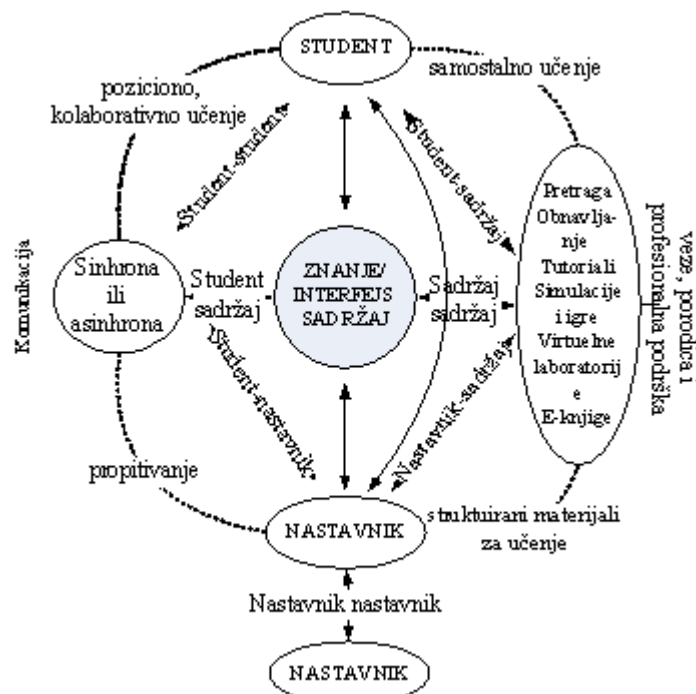 STUDENT
poziciono,
kolaborativno učenje
samostalno učenje
Student-student
Student-sadržaj
Komunikacija
Sinhrona
ili
asinhrona
Student
sadržaj
ZNANJE/
INTERFEJS
SADRŽAJ
Sadržaj
sadržaj
Pretraga
Obnavlja-
nje
Tutoriali
Simulacije
i igre
Virtuelne
laboratorij
e
E-knjige
veze, porodica i
profesionalna podrška
Student-nastavnik
Nastavnik-sadržaj
propitivanje
NASTAVNIK
struktuirani materijali
za učenje
Nastavnik nastavnik
NASTAVNIK